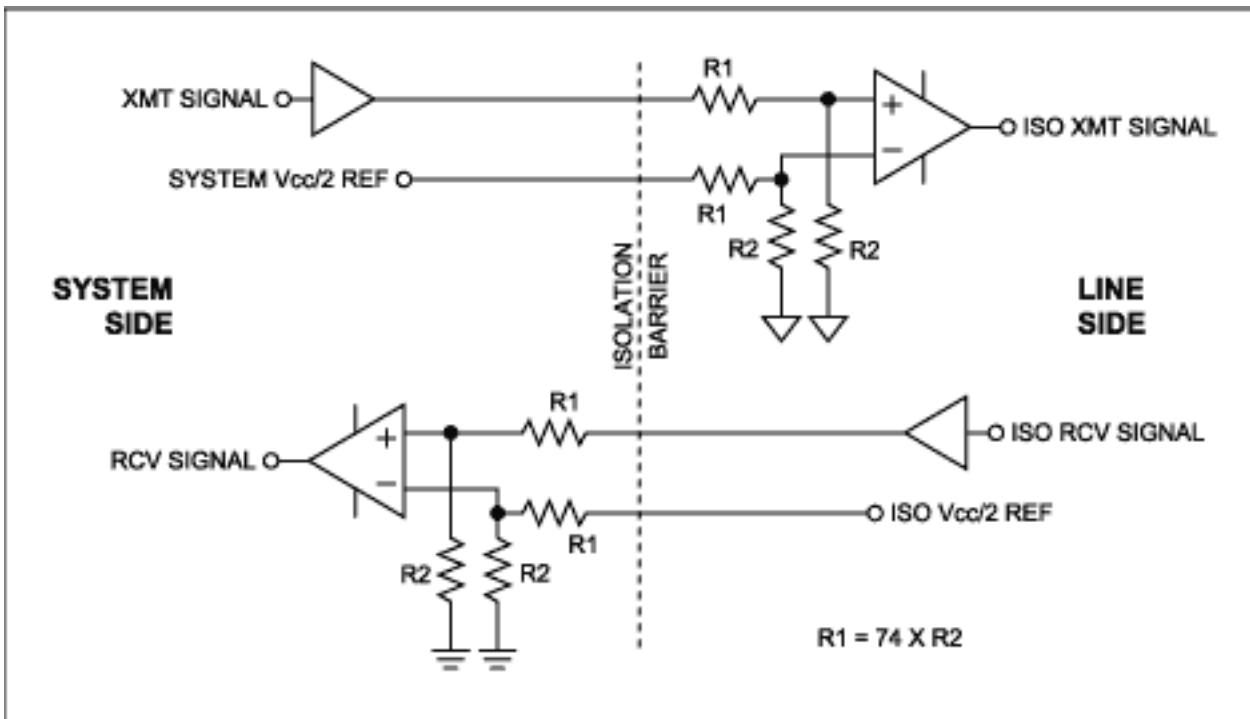 R1
XMT SIGNAL
+
ISO XMT SIGNAL
−
SYSTEM Vcc/2 REF
R1
R2
R2
ISOLATION
BARRIER
SYSTEM
SIDE
LINE
SIDE
R1
+
ISO RCV SIGNAL
RCV SIGNAL
−
ISO Vcc/2 REF
R1
R2
R2
R1 = 74 X R2